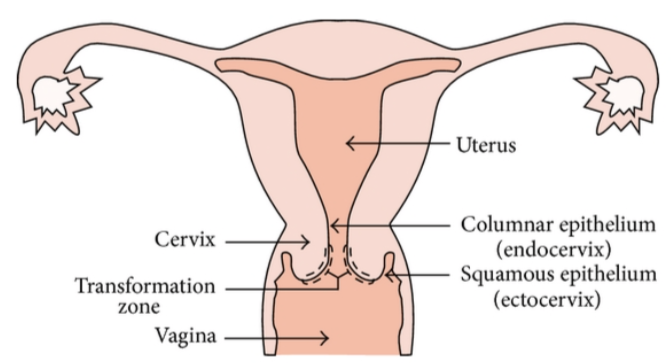 Uterus
Columnar epithelium
(endocervix)
Cervix
Squamous epithelium
(ectocervix)
Transformation
zone
Vagina